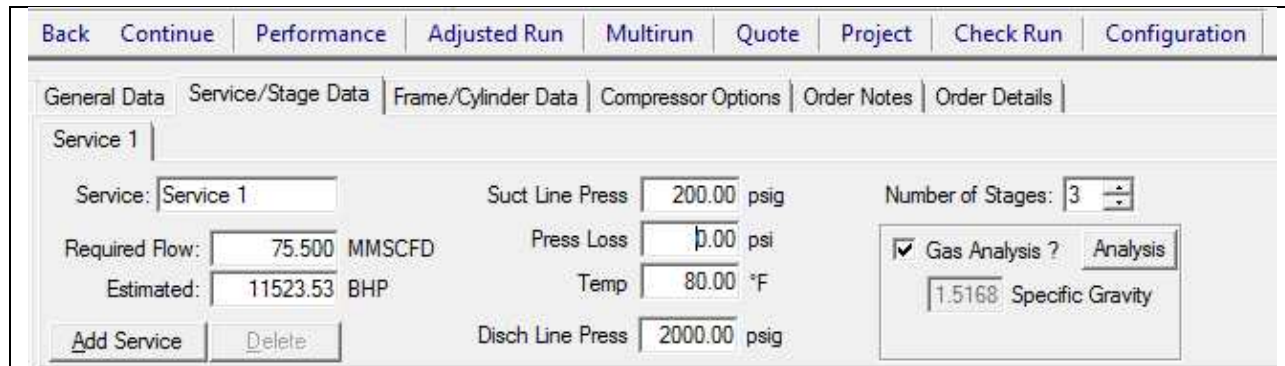 Back Continue Performance Adjusted Run Multirun Quote Project Check Run Configuration
General Data Service/Stage Data Frame/Cylinder Data Compressor Options Order Notes Order Details
Service 1
Service: Service 1 Suct Line Press 200.00 psig Number of Stages: 3
Required Flow: 75.500 MMSCFD Press Loss 0.00 psi Gas Analysis ? Analysis
Estimated: 11523.53 BHP Temp 80.00 °F 1.5168 Specific Gravity
Add Service Delete Disch Line Press 2000.00 psig